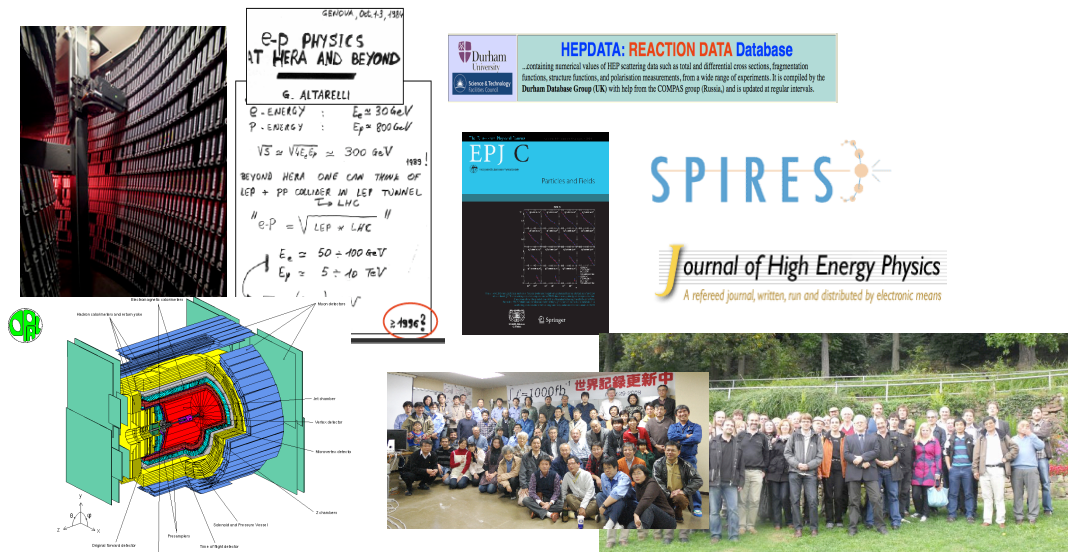 GENOVA, Oct. 1-3, 1984
e-p PHYSICS
AT HERA AND BEYOND
G. ALTARELLI
e-ENERGY : Ee ≃ 30 GeV
P-ENERGY : Ep ≃ 800 GeV
√S ≃ √4EeEp ≃ 300 GeV
1989!
BEYOND HERA ONE CAN THINK OF
LEP + PP COLLIDER IN LEP TUNNEL
↳ LHC
"e-P = √LEP * LHC"
Ee ≃ 50 ÷ 100 GeV
Ep ≃ 5 ÷ 10 TeV
≥ 1996?
Durham
University
Science & Technology
Facilities Council
HEPDATA: REACTION DATA Database
...containing numerical values of HEP scattering data such as total and differential cross sections, fragmentation
functions, structure functions, and polarisation measurements, from a wide range of experiments. It is compiled by the
Durham Database Group (UK) with help from the COMPAS group (Russia,) and is updated at regular intervals.
EPJ C
Particles and Fields
Springer
SPIRES
Journal of High Energy Physics
A refereed journal, written, run and distributed by electronic means
Electromagnetic calorimeters
Muon detectors
Hadron calorimeters and return yoke
Jet chamber
Vertex detector
Microvertex detector
Z chambers
Solenoid and Pressure Vessel
Time of Flight detector
Presampler
Original forward detector
y
θ
φ
z
x
=1000fb⁻¹
世界記録更新中